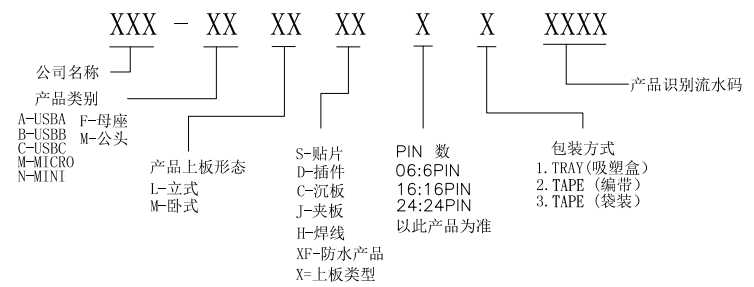 XXX-XX XX XX X X XXXX
公司名称
产品类别
A-USBA F-母座
B-USBB M-公头
C-USBC
M-MICRO
N-MINI
产品上板形态
L-立式
M-卧式
S-贴片
D-插件
C-沉板
J-夹板
H-焊线
XF-防水产品
X=上板类型
PIN 数
06:6PIN
16:16PIN
24:24PIN
以此产品为准
包装方式
1.TRAY(吸塑盒)
2.TAPE (编带)
3.TAPE (袋装)
产品识别流水码